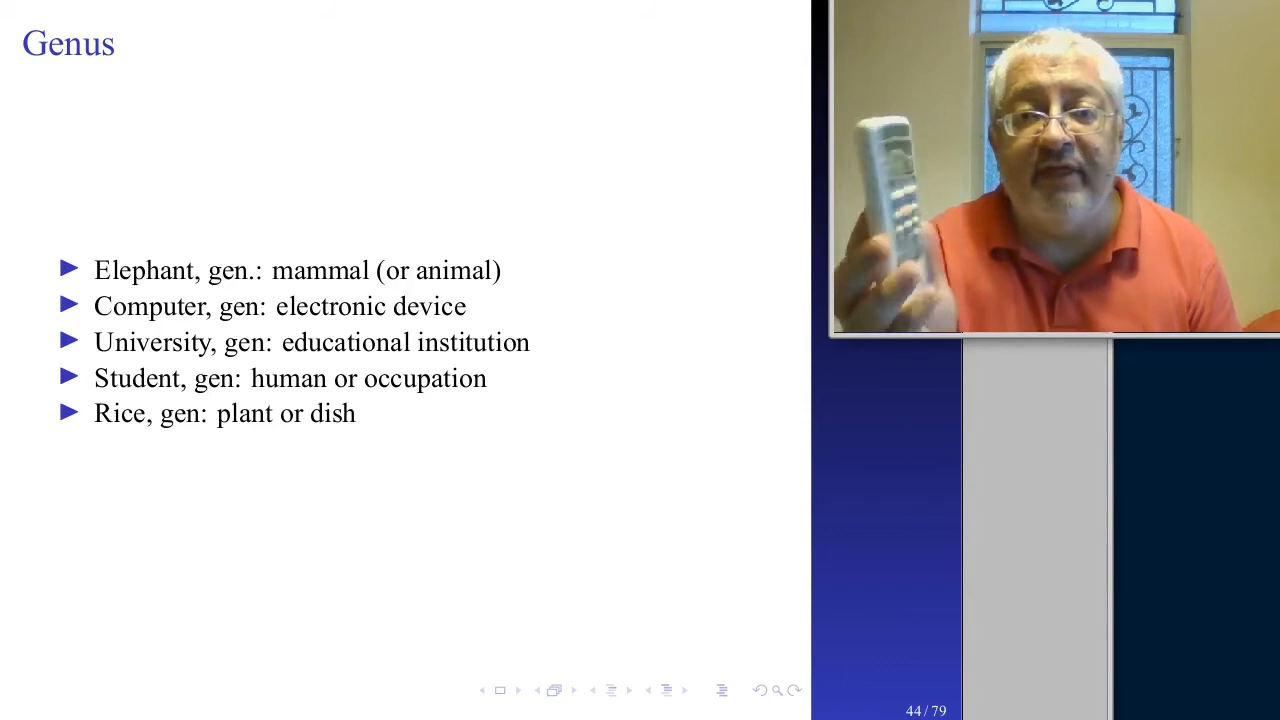 Genus
Elephant, gen.: mammal (or animal)
Computer, gen: electronic device
University, gen: educational institution
Student, gen: human or occupation
Rice, gen: plant or dish
44 / 79